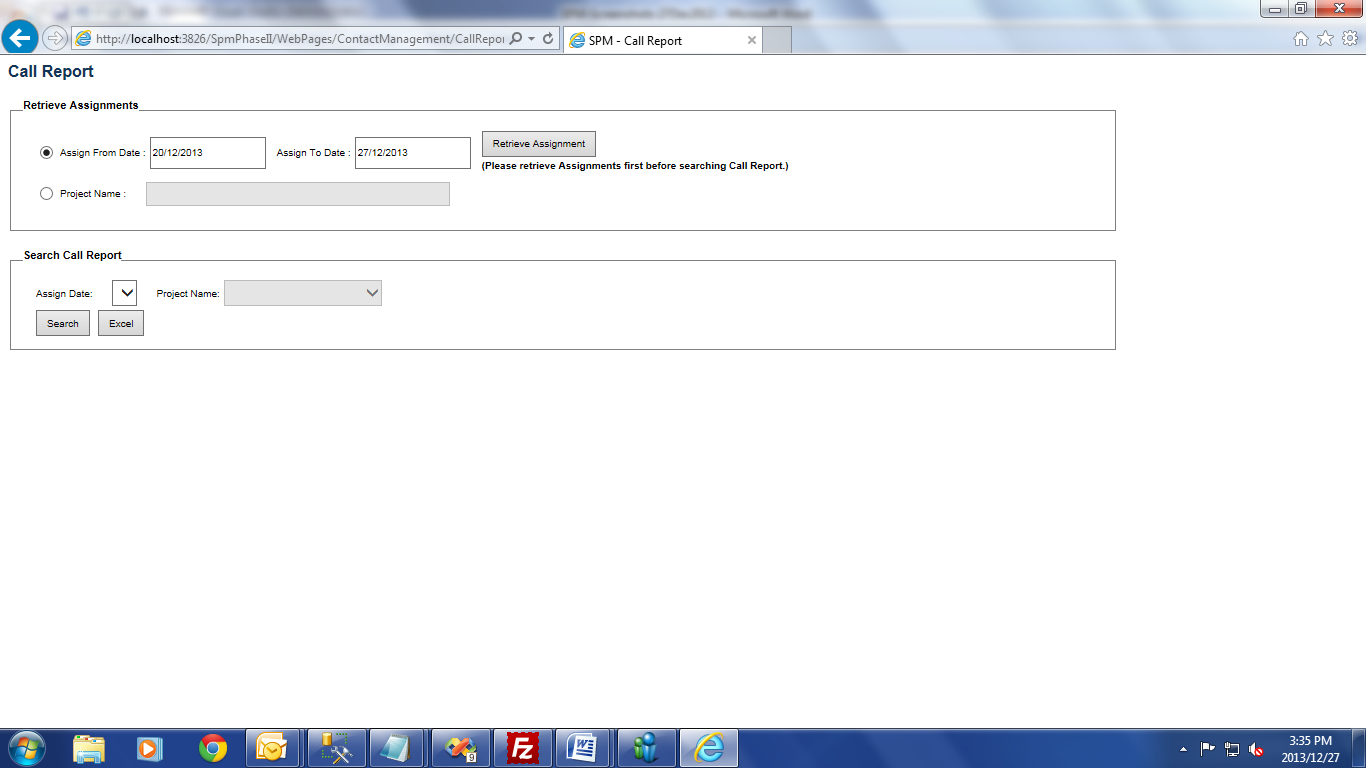 http://localhost:3826/SpmPhaseII/WebPages/ContactManagement/CallRepor
SPM - Call Report
Call Report
Retrieve Assignments
Assign From Date : 20/12/2013 Assign To Date : 27/12/2013 Retrieve Assignment
(Please retrieve Assignments first before searching Call Report.)
Project Name :
Search Call Report
Assign Date: Project Name:
Search Excel
9
3:35 PM
2013/12/27